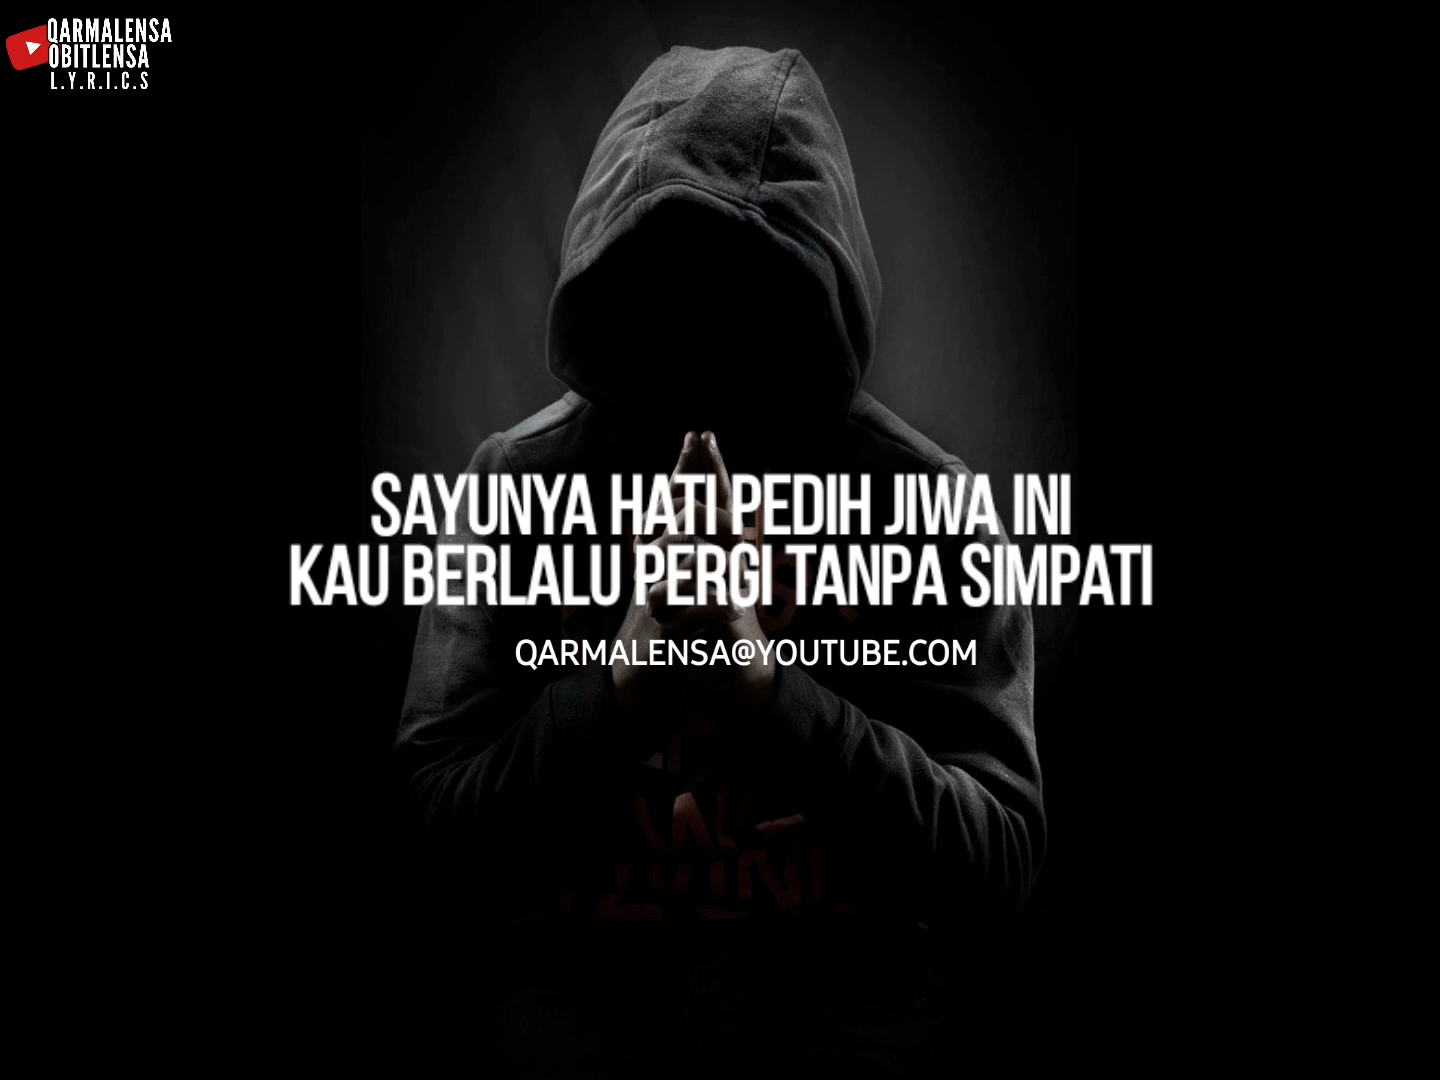 QARMALENSA
OBITLENSA
L.Y.R.I.C.S
SAYUNYA HATI PEDIH JIWA INI
KAU BERLALU PERGI TANPA SIMPATI
QARMALENSA@YOUTUBE.COM